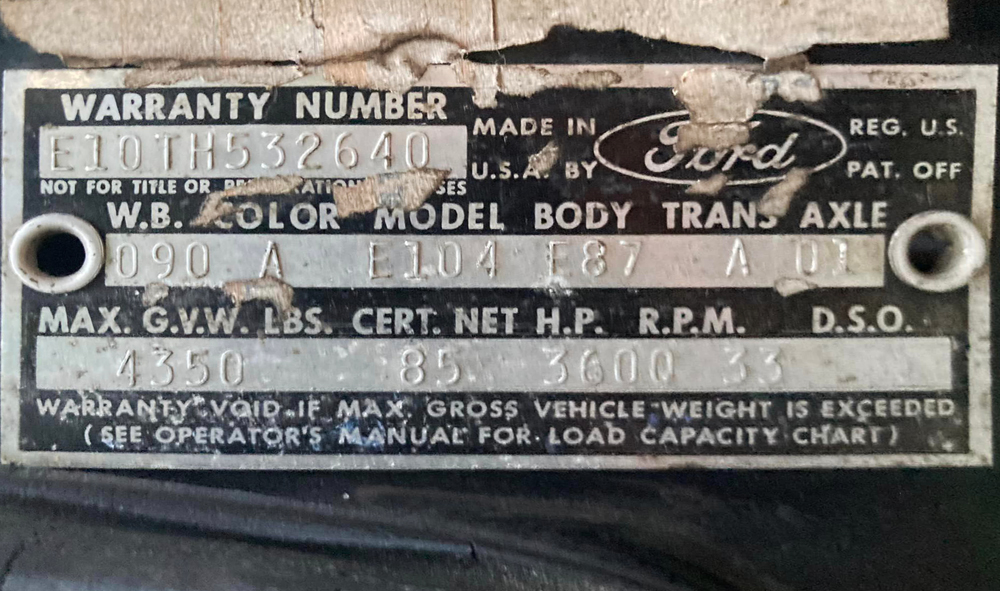 WARRANTY NUMBER
E10TH532640
MADE IN
U.S.A. BY
Ford
REG. U.S.
PAT. OFF
NOT FOR TITLE OR
W.B. COLOR MODEL BODY TRANS AXLE
090 A E104 E87 A 01
MAX. G.V.W. LBS. CERT. NET H.P. R.P.M. D.S.O.
4350 85 3600 33
WARRANTY VOID IF MAX. GROSS VEHICLE WEIGHT IS EXCEEDED
(SEE OPERATOR'S MANUAL FOR LOAD CAPACITY CHART)